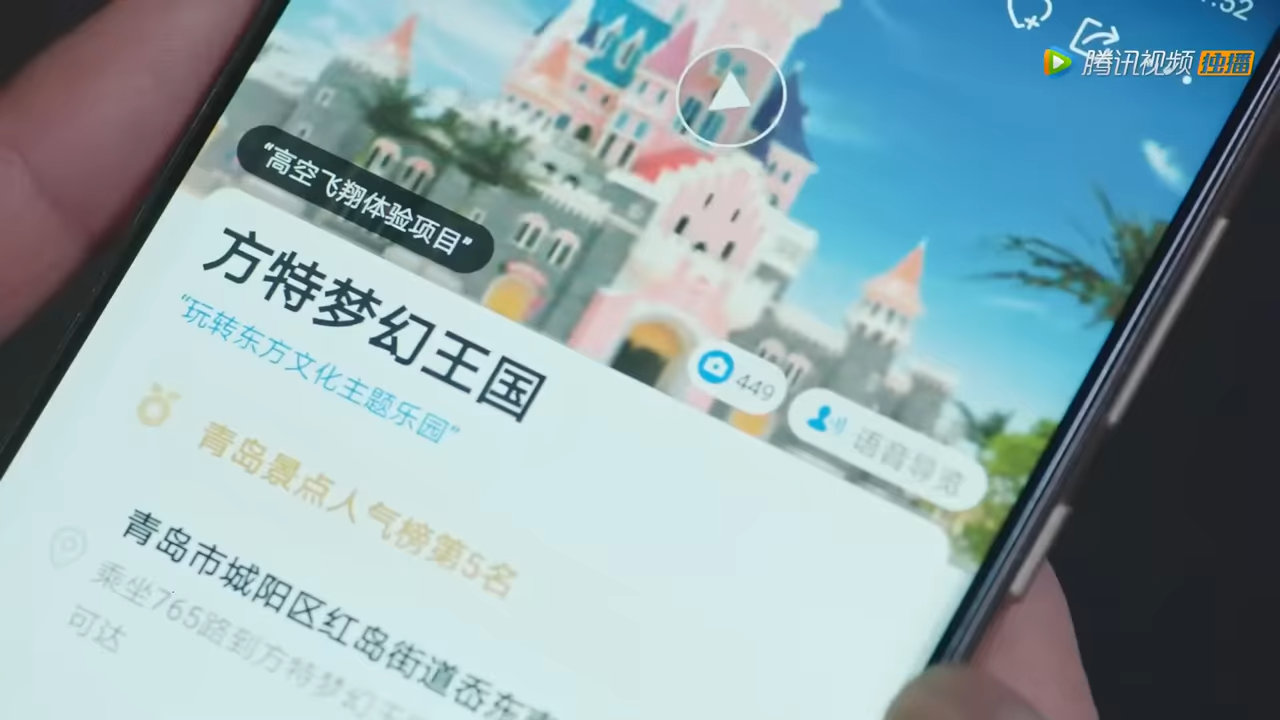 :52
腾讯视频 独播
“高空飞翔体验项目”
方特梦幻王国
“玩转东方文化主题乐园”
449
语音导览
青岛景点人气榜第5名
青岛市城阳区红岛街道岙东
乘坐765路到方特梦幻王
可达